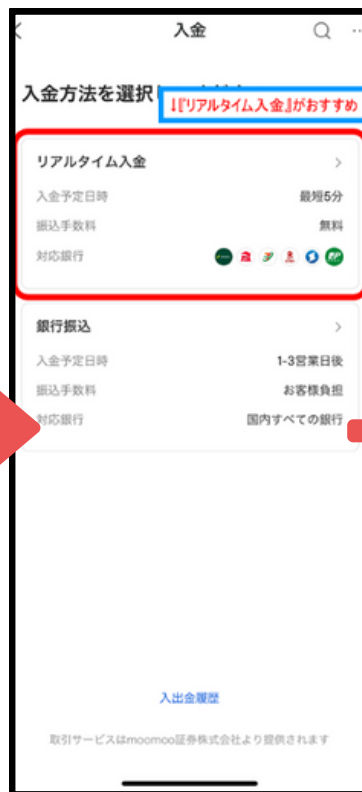 入金
入金方法を選択
↓『リアルタイム入金』がおすすめ
リアルタイム入金
入金予定日時
最短5分
振込手数料
無料
対応銀行
銀行振込
入金予定日時
1-3営業日後
振込手数料
お客様負担
対応銀行
国内すべての銀行
入出金履歴
取引サービスはmoomoo証券株式会社より提供されます